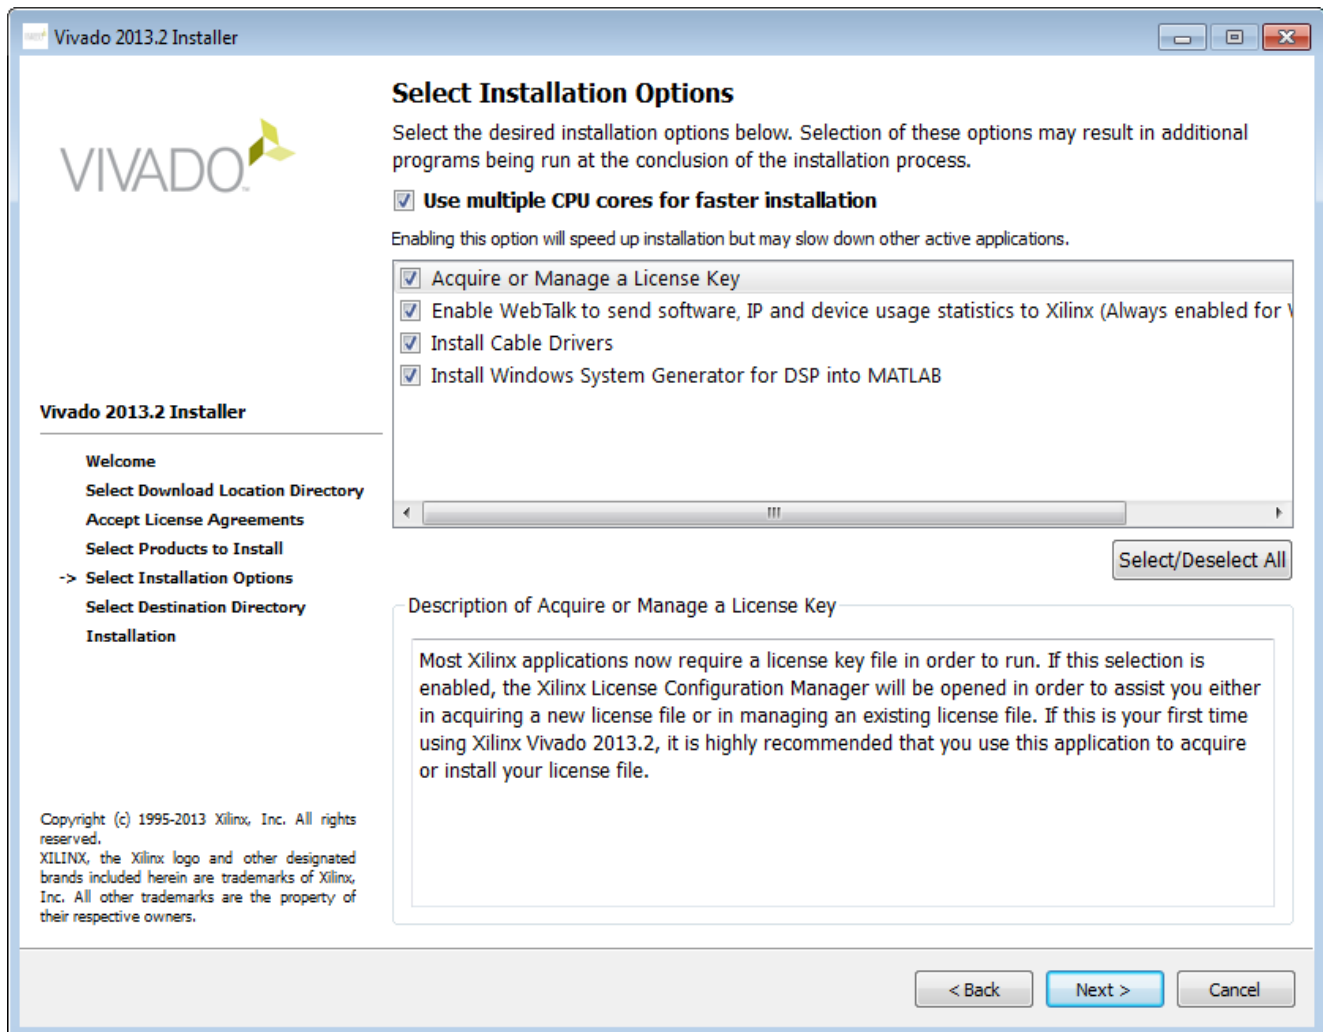 Vivado 2013.2 Installer
VIVADO
Select Installation Options
Select the desired installation options below. Selection of these options may result in additional
programs being run at the conclusion of the installation process.
Use multiple CPU cores for faster installation
Enabling this option will speed up installation but may slow down other active applications.
Acquire or Manage a License Key
Enable WebTalk to send software, IP and device usage statistics to Xilinx (Always enabled for
Install Cable Drivers
Install Windows System Generator for DSP into MATLAB
Select/Deselect All
Vivado 2013.2 Installer
Welcome
Select Download Location Directory
Accept License Agreements
Select Products to Install
-> Select Installation Options
Select Destination Directory
Installation
Description of Acquire or Manage a License Key
Most Xilinx applications now require a license key file in order to run. If this selection is
enabled, the Xilinx License Configuration Manager will be opened in order to assist you either
in acquiring a new license file or in managing an existing license file. If this is your first time
using Xilinx Vivado 2013.2, it is highly recommended that you use this application to acquire
or install your license file.
Copyright (c) 1995-2013 Xilinx, Inc. All rights
reserved.
XILINX, the Xilinx logo and other designated
brands included herein are trademarks of Xilinx,
Inc. All other trademarks are the property of
their respective owners.
< Back
Next >
Cancel